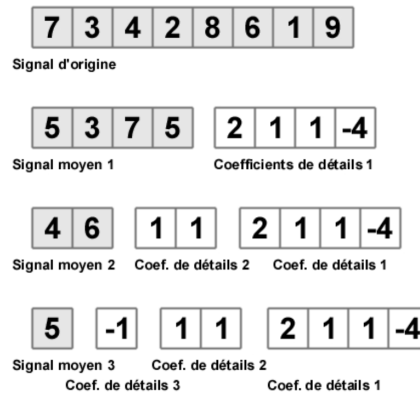 7 3 4 2 8 6 1 9
Signal d'origine
5 3 7 5 2 1 1 -4
Signal moyen 1 Coefficients de détails 1
4 6 1 1 2 1 1 -4
Signal moyen 2 Coef. de détails 2 Coef. de détails 1
5 -1 1 1 2 1 1 -4
Signal moyen 3 Coef. de détails 2
Coef. de détails 3 Coef. de détails 1